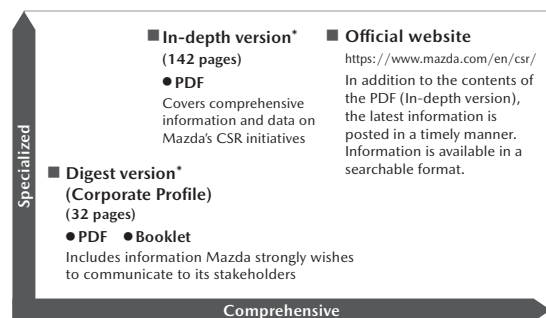 ■ In-depth version*
(142 pages)
● PDF
Covers comprehensive
information and data on
Mazda's CSR initiatives
■ Official website
https://www.mazda.com/en/csr/
In addition to the contents of
the PDF (In-depth version),
the latest information is
posted in a timely manner.
Information is available in a
searchable format.
■ Digest version*
(Corporate Profile)
(32 pages)
● PDF ● Booklet
Includes information Mazda strongly wishes
to communicate to its stakeholders
Specialized
Comprehensive